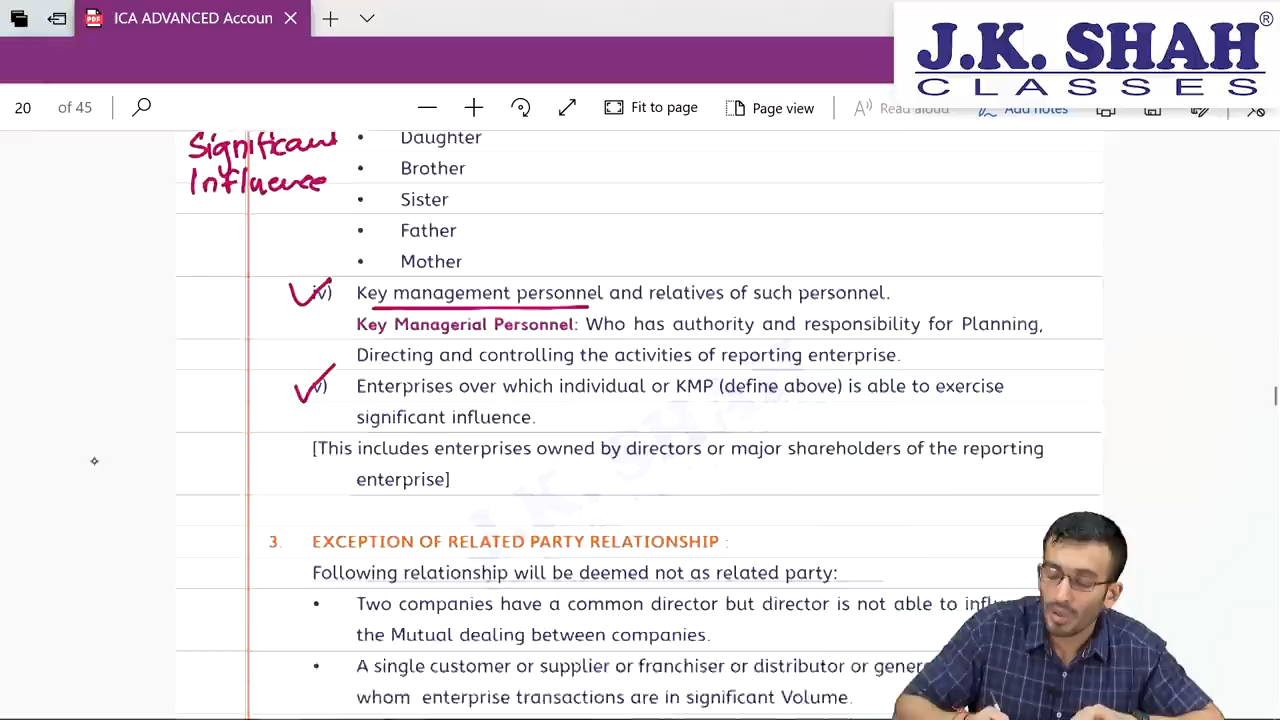 ICA ADVANCED Accoun
J.K. SHAH®
CLASSES
20 of 45
Fit to page
Page view
Read aloud
Add notes
Significant
Influence
• Daughter
• Brother
• Sister
• Father
• Mother
iv) Key management personnel and relatives of such personnel.
Key Managerial Personnel: Who has authority and responsibility for Planning,
Directing and controlling the activities of reporting enterprise.
v) Enterprises over which individual or KMP (define above) is able to exercise
significant influence.
[This includes enterprises owned by directors or major shareholders of the reporting
enterprise]
3. EXCEPTION OF RELATED PARTY RELATIONSHIP :
Following relationship will be deemed not as related party:
• Two companies have a common director but director is not able to
the Mutual dealing between companies.
• A single customer or supplier or franchiser or distributor or
whom enterprise transactions are in significant Volume.